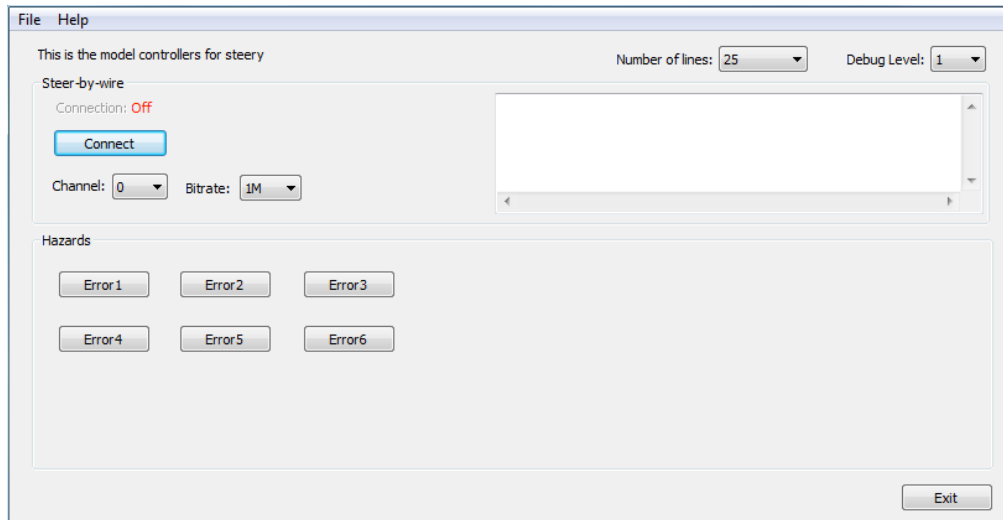 File Help
This is the model controllers for steery
Number of lines: 25 Debug Level: 1
Steer-by-wire
Connection: Off
Connect
Channel: 0 Bitrate: 1M
Hazards
Error1 Error2 Error3
Error4 Error5 Error6
Exit